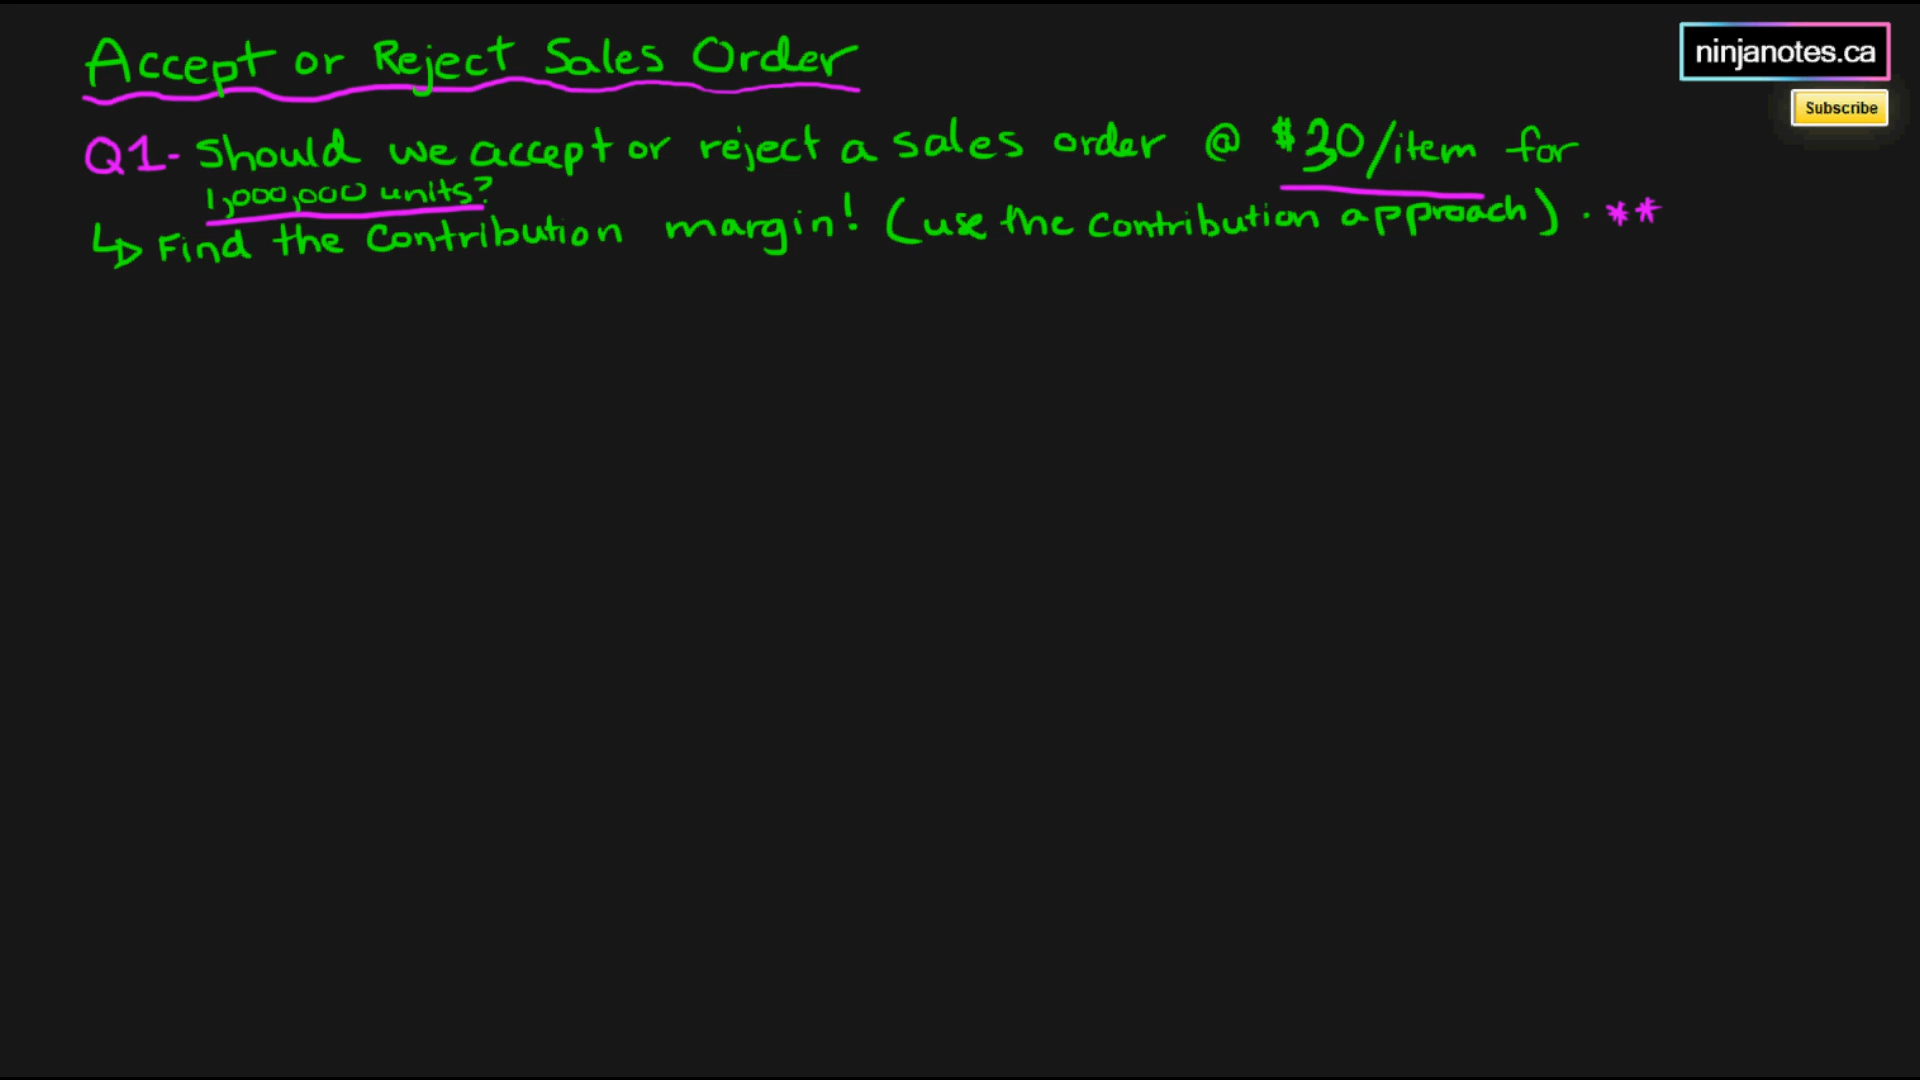 Accept or Reject Sales Order
ninjanotes.ca
Subscribe
Q1- Should we accept or reject a sales order @ $30/item for
1,000,000 units?
↳ Find the contribution margin! (use the contribution approach). **